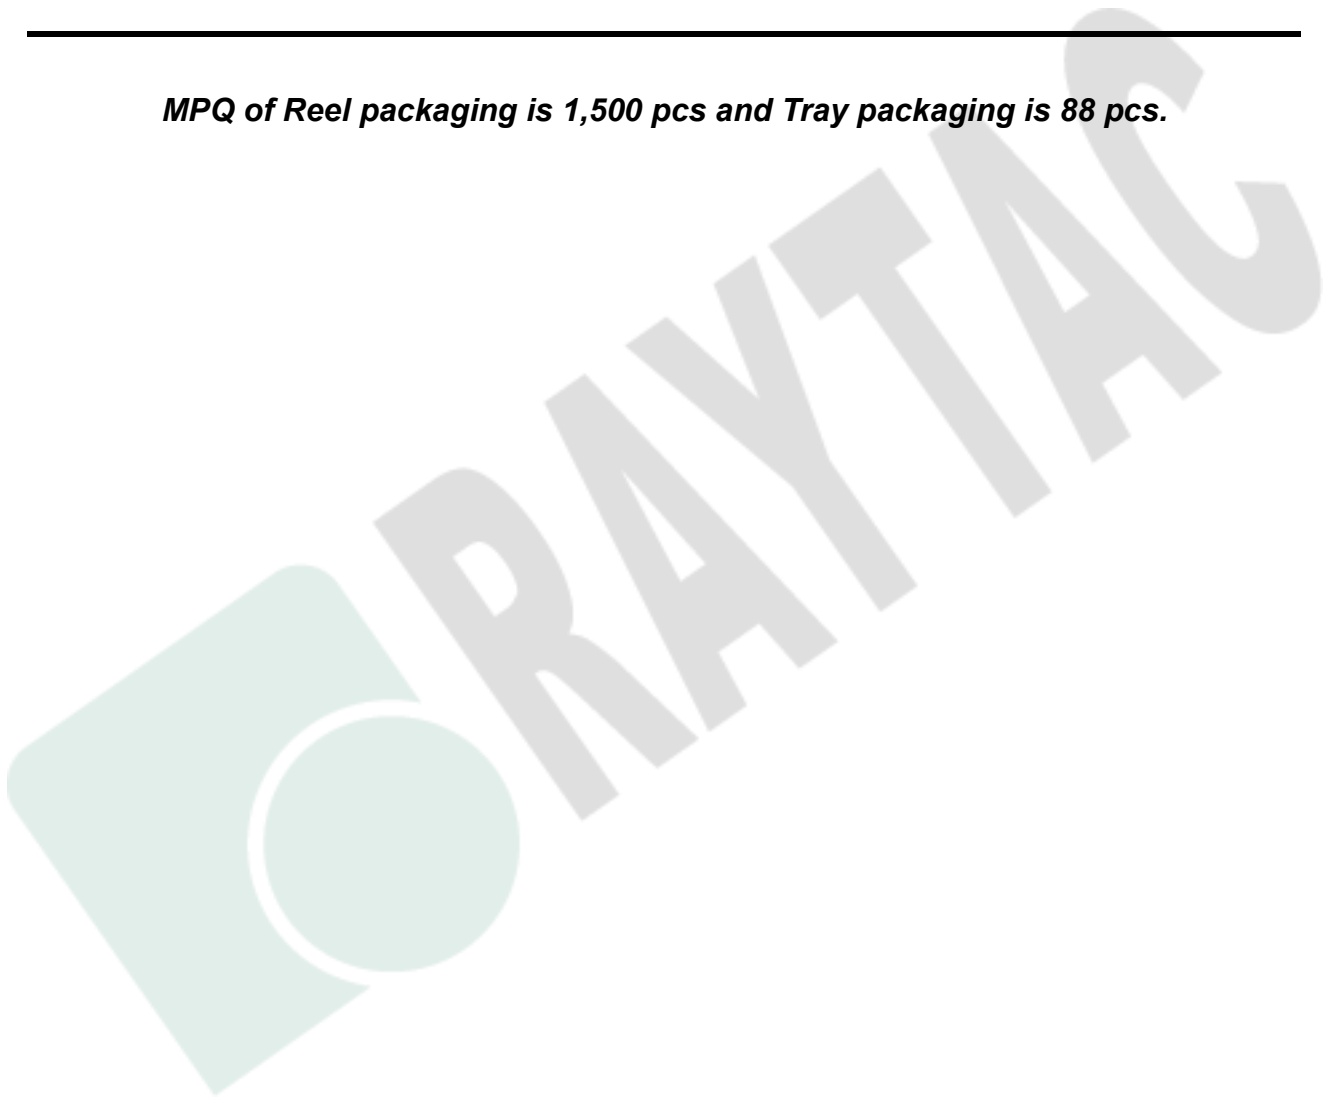 MPQ of Reel packaging is 1,500 pcs and Tray packaging is 88 pcs.
RAYTAC